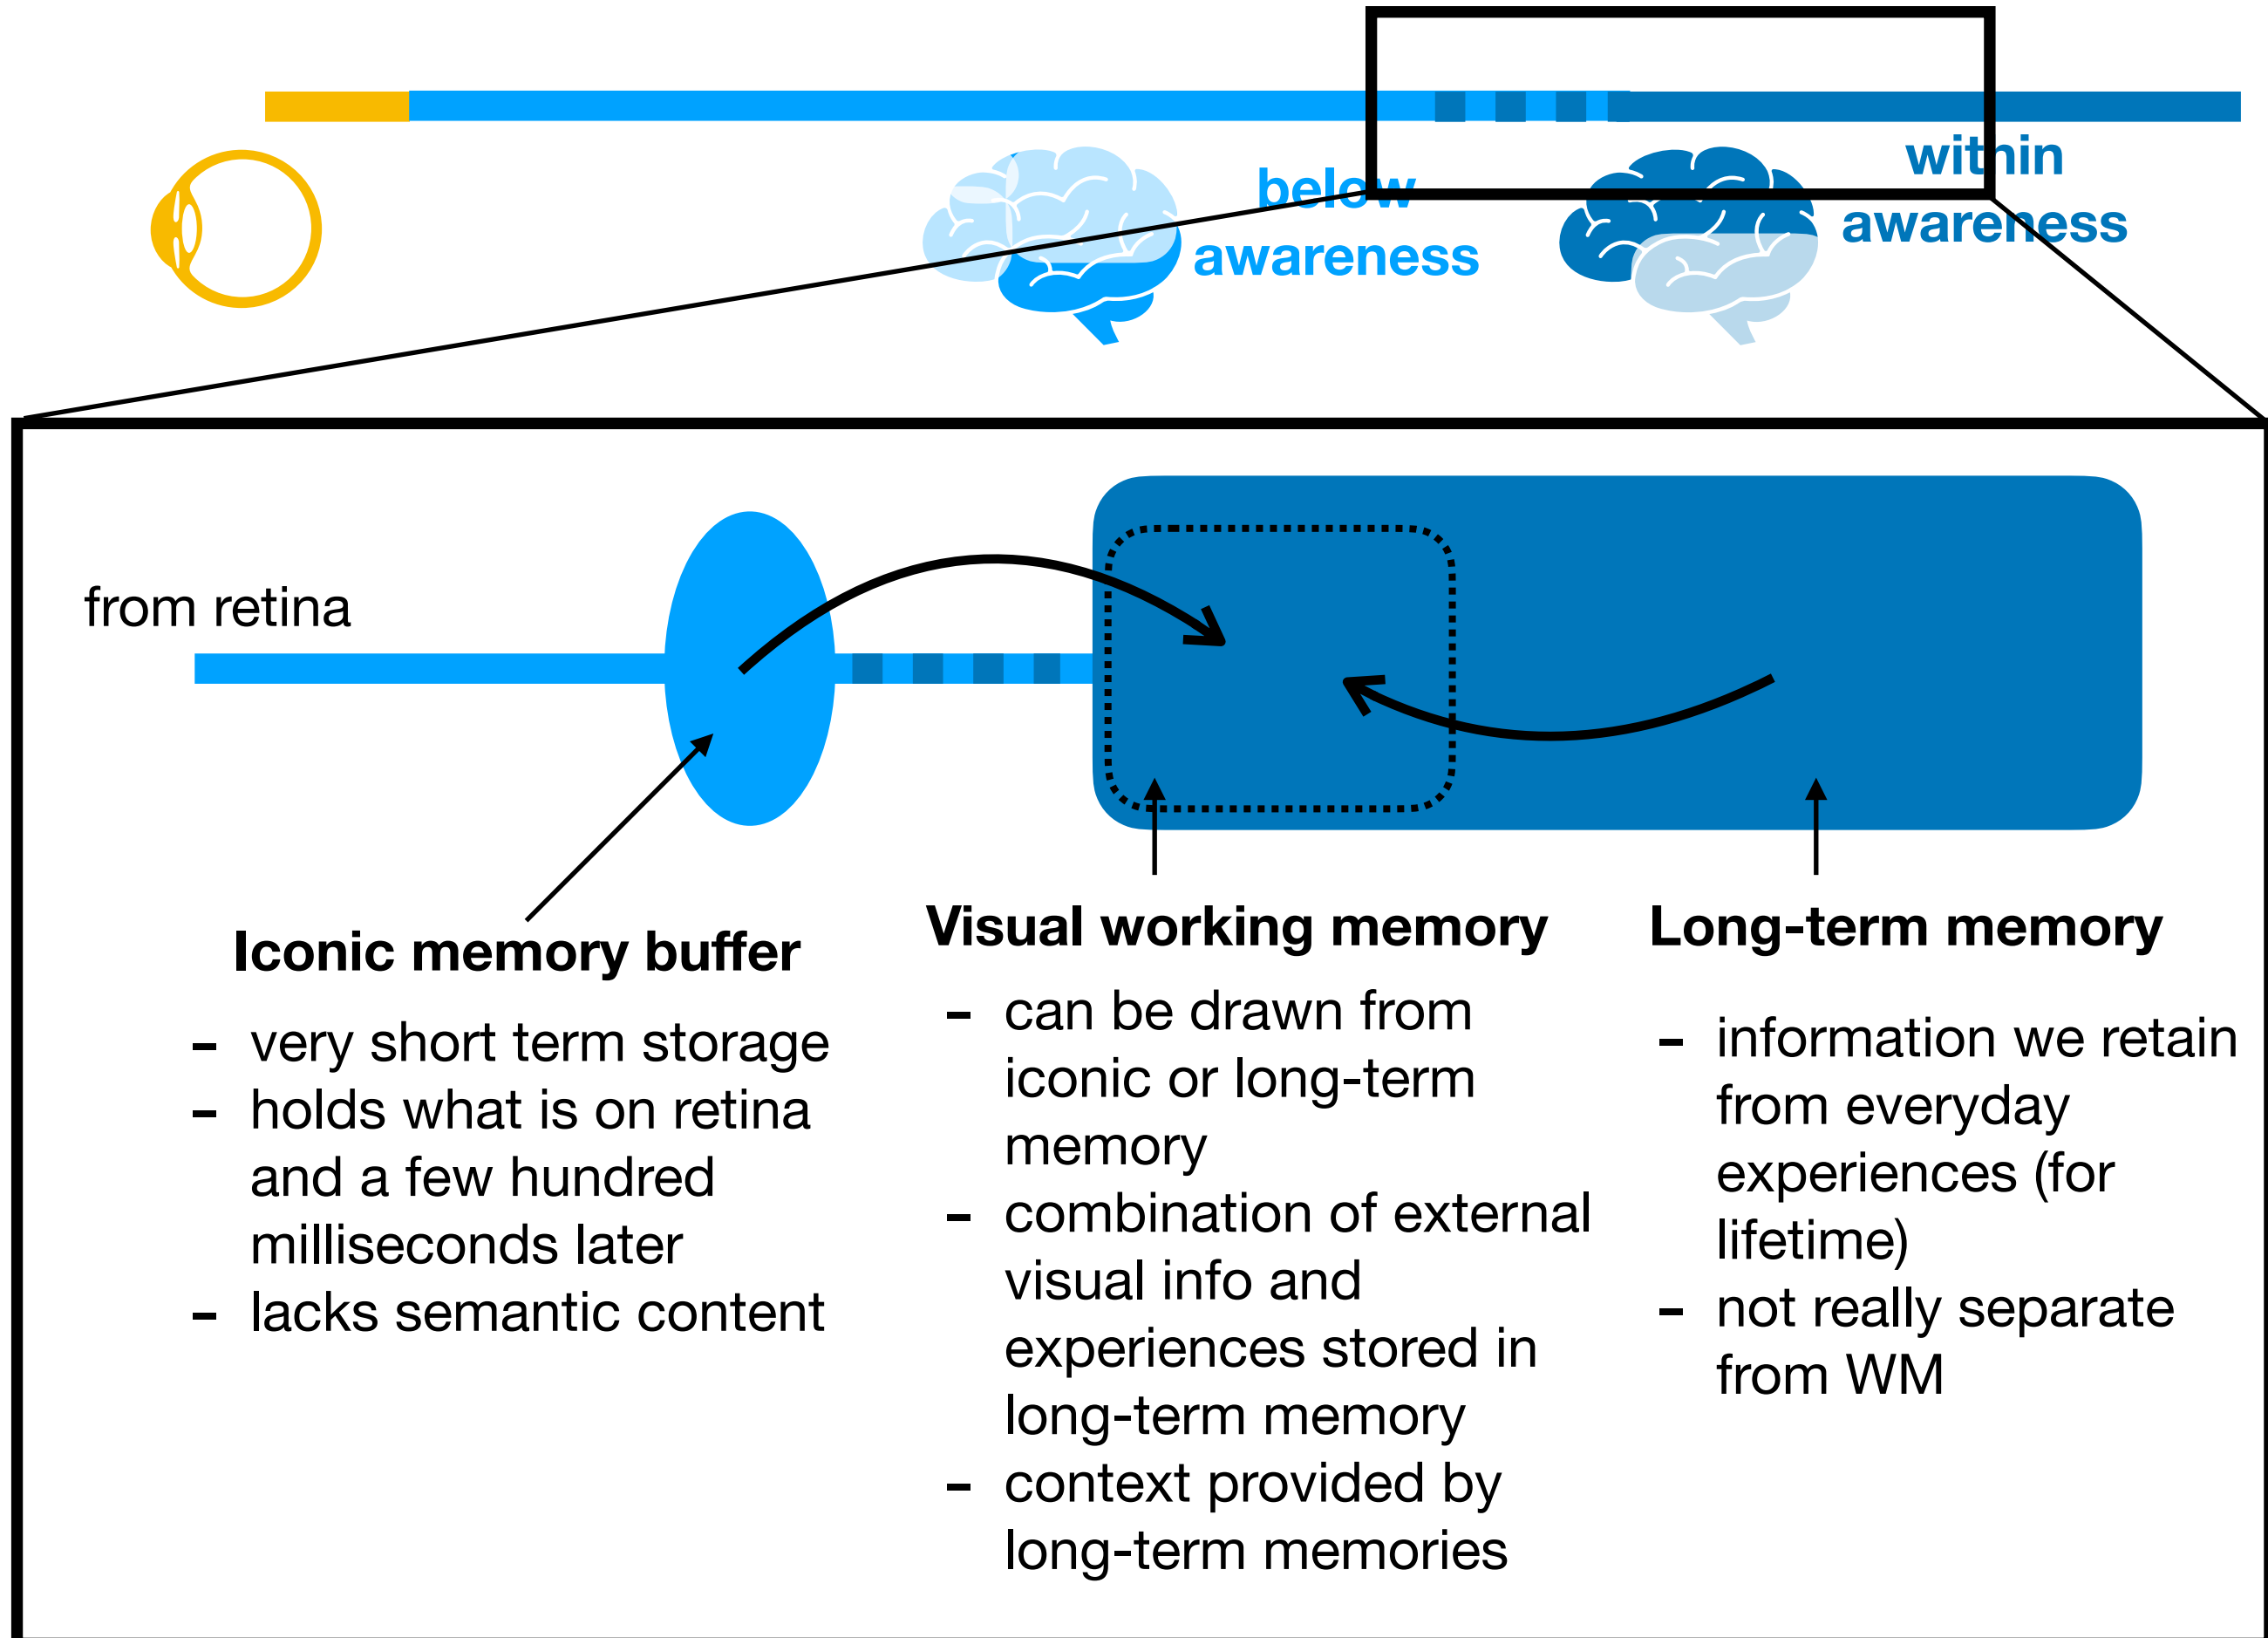 below
awareness
within
awareness
from retina
Iconic memory buffer
- very short term storage
- holds what is on retina
and a few hundred
milliseconds later
- lacks semantic content
Visual working memory
- can be drawn from
iconic or long-term
memory
- combination of external
visual info and
experiences stored in
long-term memory
- context provided by
long-term memories
Long-term memory
- information we retain
from everyday
experiences (for
lifetime)
- not really separate
from WM